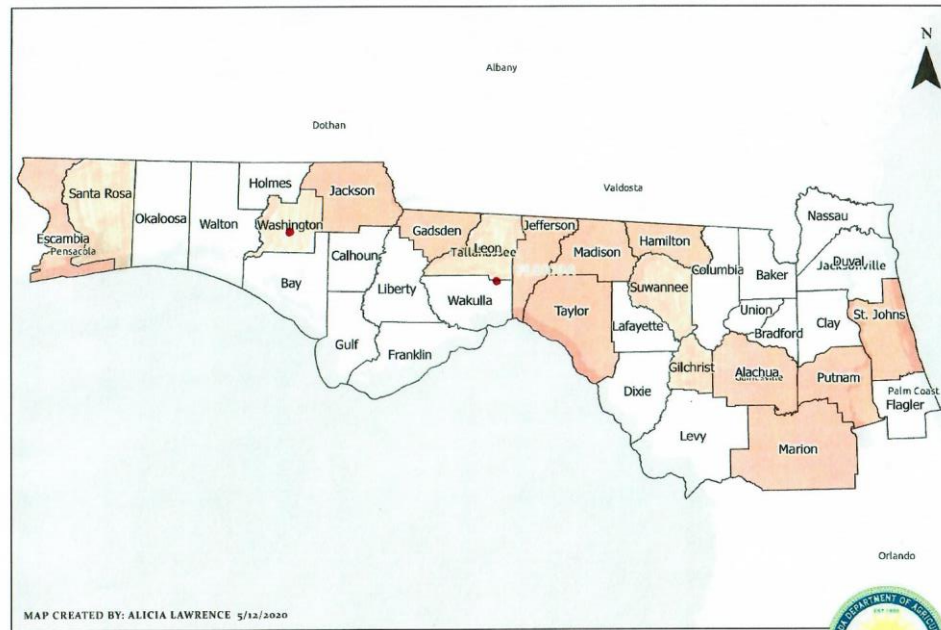 N
Albany
Dothan
Valdosta
Holmes
Jackson
Santa Rosa
Okaloosa
Walton
Washington
Escambia
Pensacola
Bay
Calhoun
Gulf
Liberty
Franklin
Gadsden
Leon
Tallahassee
Wakulla
Jefferson
Madison
Taylor
Hamilton
Suwannee
Lafayette
Columbia
Dixie
Gilchrist
Levy
Baker
Union
Bradford
Alachua
Marion
Nassau
Duval
Jacksonville
Clay
St. Johns
Putnam
Palm Coast
Flagler
Orlando
MAP CREATED BY: ALICIA LAWRENCE 5/12/2020
DEPARTMENT OF